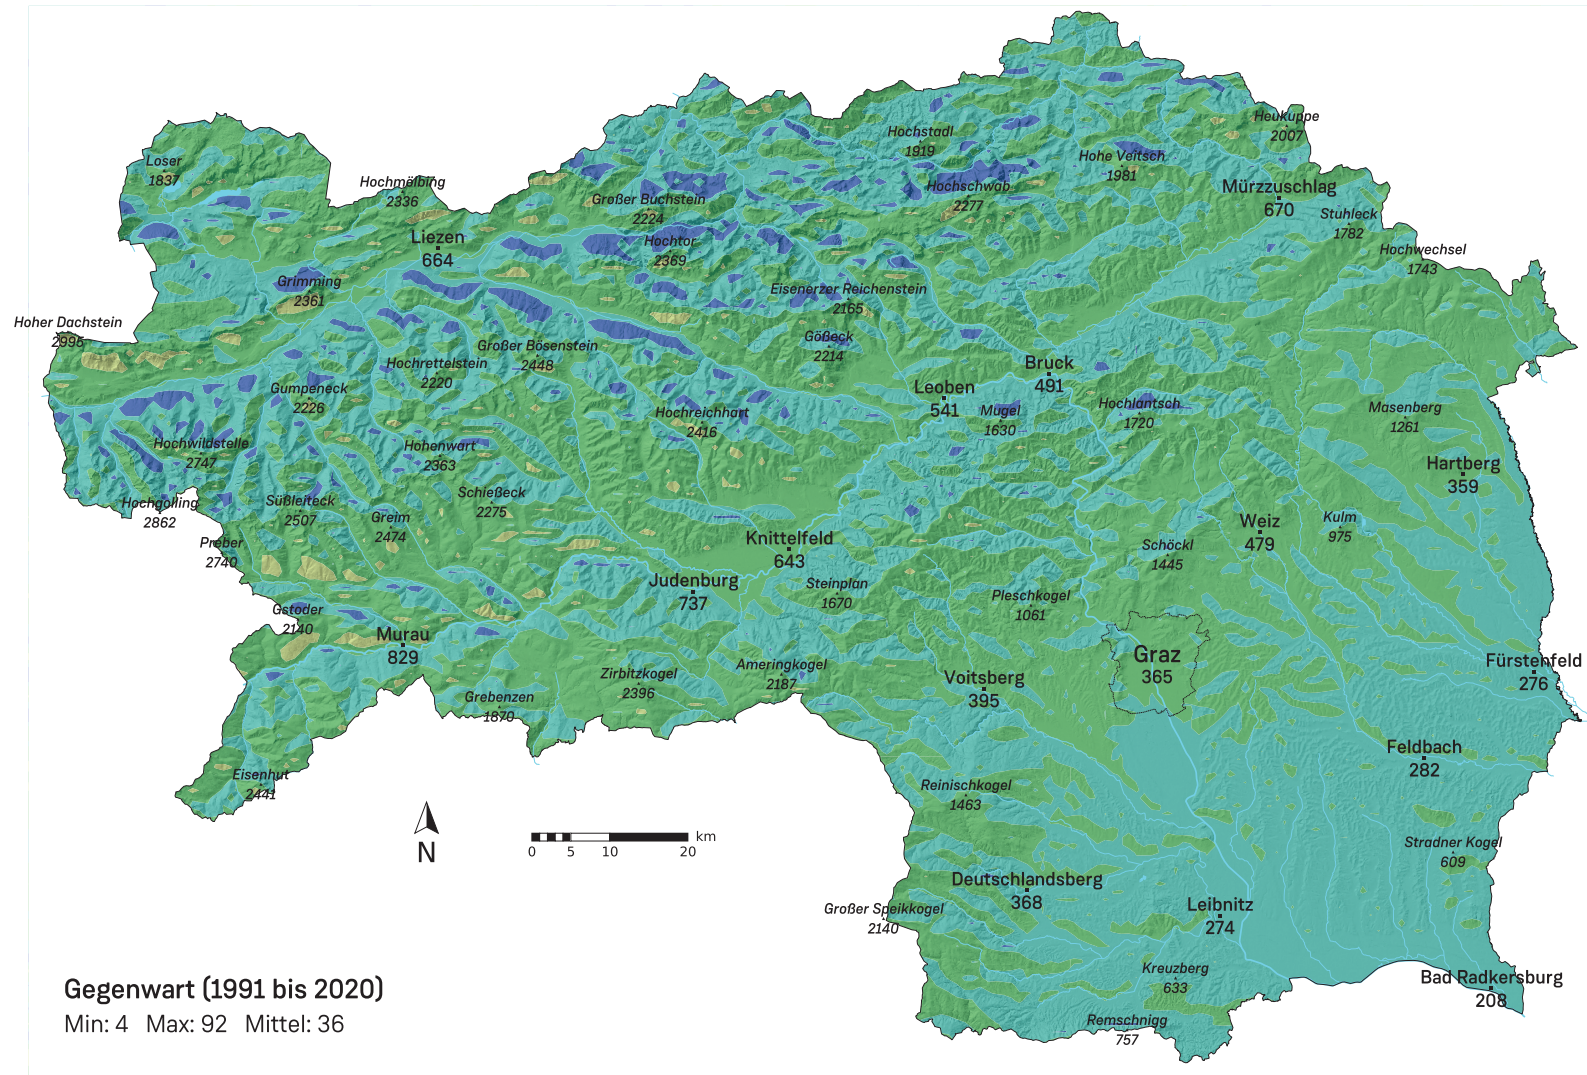 Heukuppe
2007
Hochstadl
1919
Hohe Veitsch
1981
Loser
1837
Hochmölbing
2336
Großer Buchstein
2224
Hochschwab
2277
Mürzzuschlag
670
Stuhleck
1782
Liezen
664
Hochtor
2369
Hochwechsel
1743
Grimming
2361
Eisenerzer Reichenstein
2165
Hoher Dachstein
2995
Großer Bösenstein
2448
Gößeck
2214
Hochrettelstein
2220
Bruck
491
Gumpeneck
2226
Leoben
541
Hochreichhart
2416
Mugel
1630
Hochlantsch
1720
Masenberg
1261
Hochwildstelle
2747
Hohenwart
2363
Hartberg
359
Hochgolling
2862
Süßleiteck
2507
Schießeck
2275
Greim
2474
Weiz
479
Kulm
975
Preber
2740
Knittelfeld
643
Schöckl
1445
Judenburg
737
Steinplan
1670
Pleschkogel
1061
Gstoder
2140
Murau
829
Graz
365
Fürstenfeld
276
Zirbitzkogel
2396
Ameringkogel
2187
Voitsberg
395
Grebenzen
1870
Feldbach
282
Eisenhut
2441
Reinischkogel
1463
N
0 5 10 20 km
Stradner Kogel
609
Deutschlandsberg
368
Großer Speikkogel
2140
Leibnitz
274
Kreuzberg
633
Bad Radkersburg
208
Remschnigg
757
Gegenwart (1991 bis 2020)
Min: 4 Max: 92 Mittel: 36